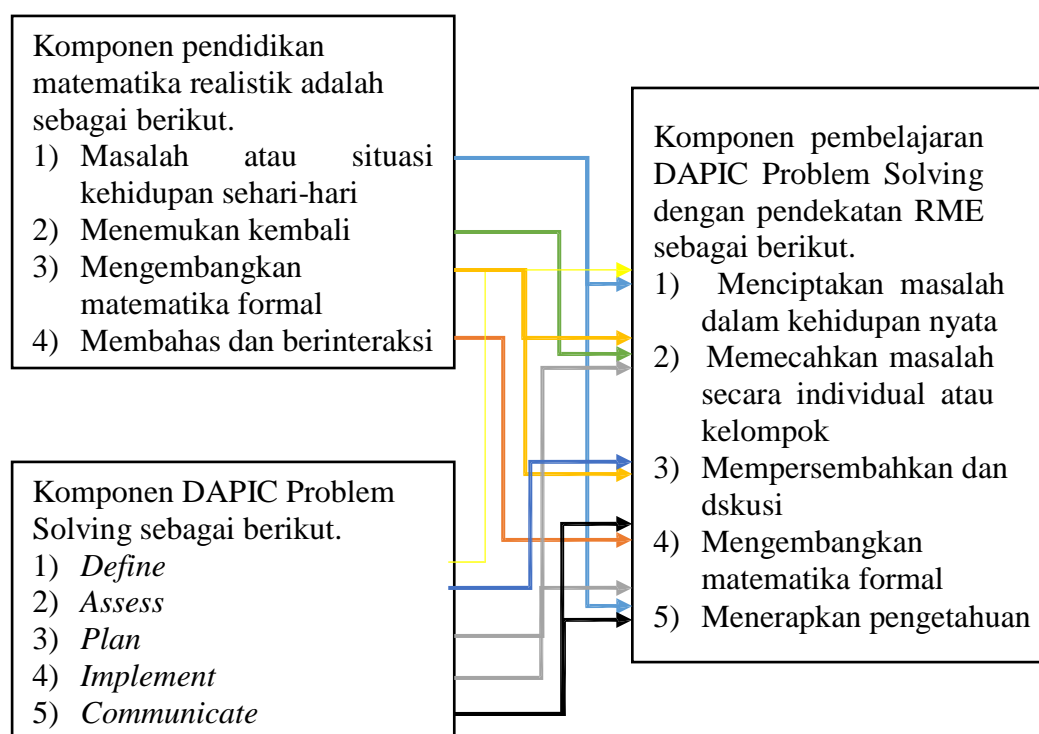 Komponen pendidikan
matematika realistik adalah
sebagai berikut.
1) Masalah atau situasi
kehidupan sehari-hari
2) Menemukan kembali
3) Mengembangkan
matematika formal
4) Membahas dan berinteraksi
Komponen DAPIC Problem
Solving sebagai berikut.
1) Define
2) Assess
3) Plan
4) Implement
5) Communicate
Komponen pembelajaran
DAPIC Problem Solving
dengan pendekatan RME
sebagai berikut.
1) Menciptakan masalah
dalam kehidupan nyata
2) Memecahkan masalah
secara individual atau
kelompok
3) Mempersembahkan dan
dskusi
4) Mengembangkan
matematika formal
5) Menerapkan pengetahuan